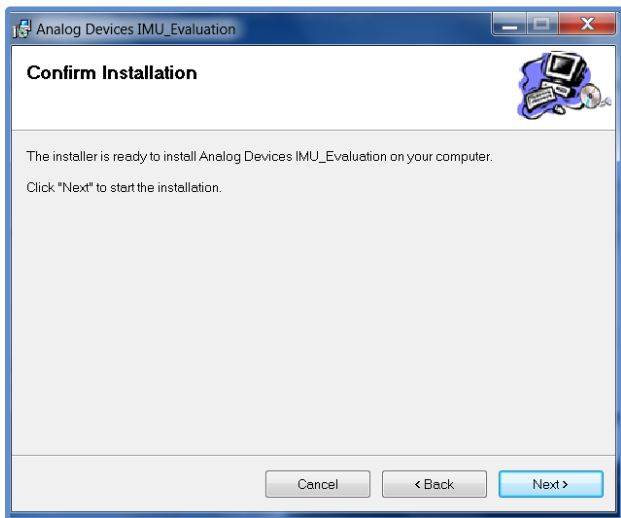 Analog Devices IMU_Evaluation
Confirm Installation
The installer is ready to install Analog Devices IMU_Evaluation on your computer.
Click "Next" to start the installation.
Cancel
< Back
Next >